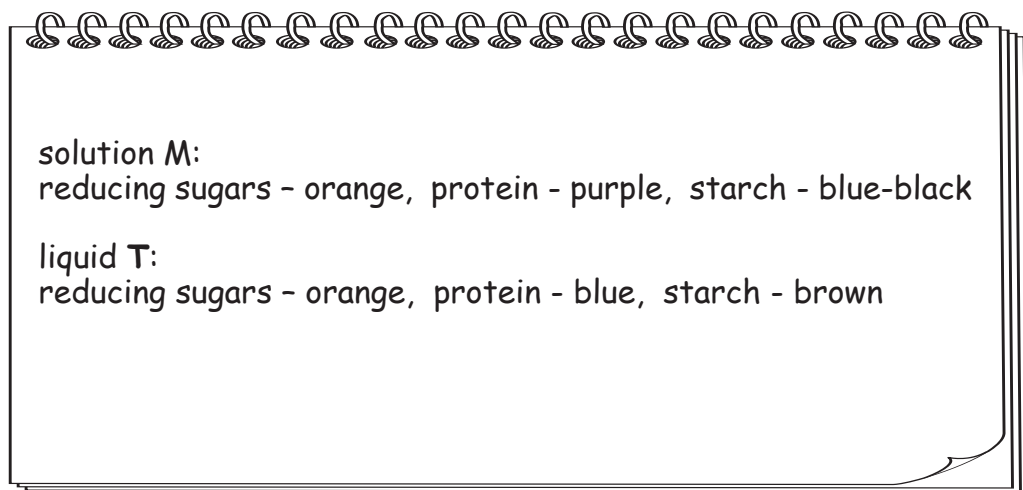 solution M:
reducing sugars – orange, protein - purple, starch - blue-black
liquid T:
reducing sugars – orange, protein - blue, starch - brown